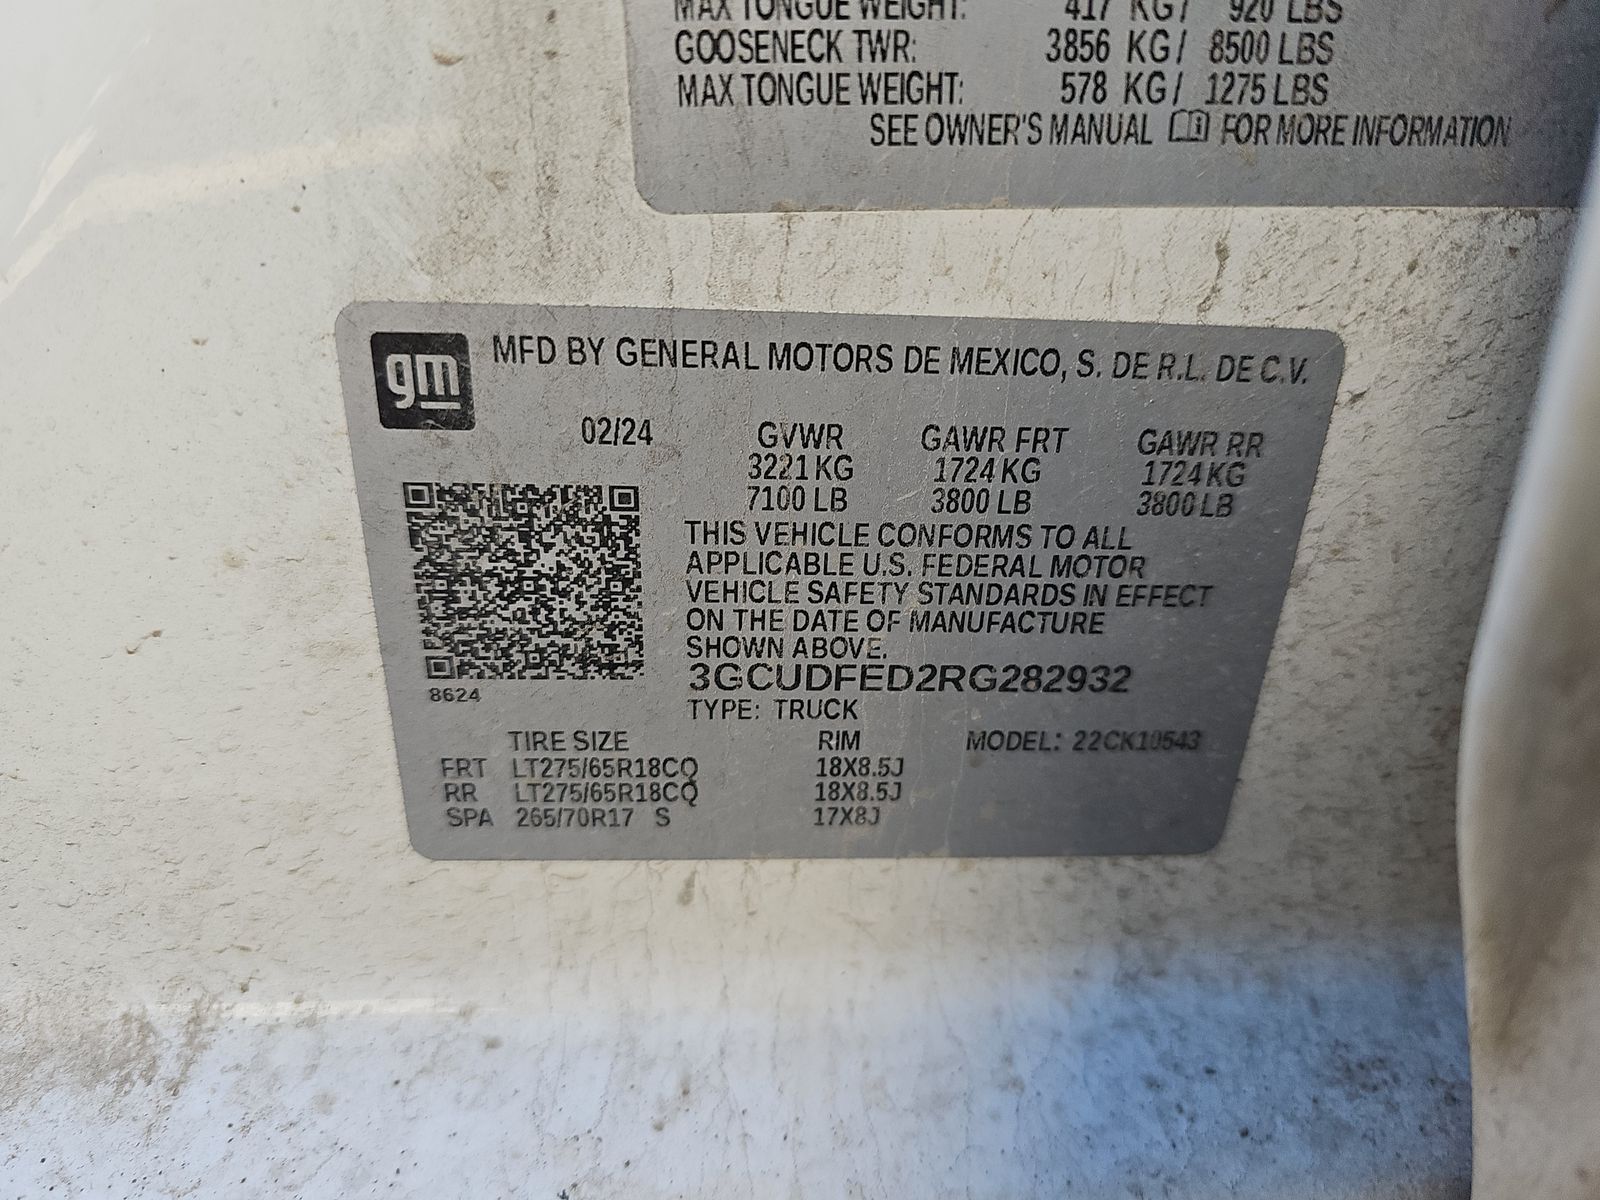 MAX TONGUE WEIGHT: 417 KG / 920 LBS
GOOSENECK TWR: 3856 KG / 8500 LBS
MAX TONGUE WEIGHT: 578 KG / 1275 LBS
SEE OWNER'S MANUAL FOR MORE INFORMATION
gm
MFD BY GENERAL MOTORS DE MEXICO, S. DE R.L. DE C.V.
02/24 GVWR GAWR FRT GAWR RR
3221 KG 1724 KG 1724 KG
7100 LB 3800 LB 3800 LB
THIS VEHICLE CONFORMS TO ALL
APPLICABLE U.S. FEDERAL MOTOR
VEHICLE SAFETY STANDARDS IN EFFECT
ON THE DATE OF MANUFACTURE
SHOWN ABOVE.
3GCUDFED2RG282932
8624
TYPE: TRUCK
TIRE SIZE RIM MODEL: 22CK10543
FRT LT275/65R18CQ 18X8.5J
RR LT275/65R18CQ 18X8.5J
SPA 265/70R17 S 17X8J